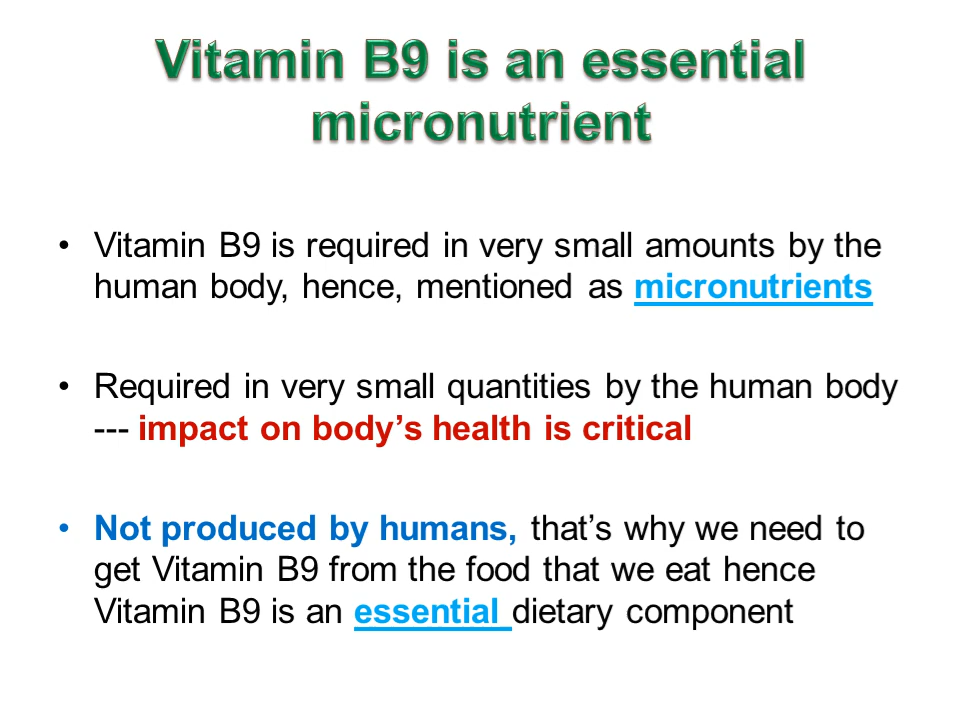 Vitamin B9 is an essential
micronutrient
• Vitamin B9 is required in very small amounts by the
human body, hence, mentioned as micronutrients
• Required in very small quantities by the human body
--- impact on body’s health is critical
• Not produced by humans, that’s why we need to
get Vitamin B9 from the food that we eat hence
Vitamin B9 is an essential dietary component